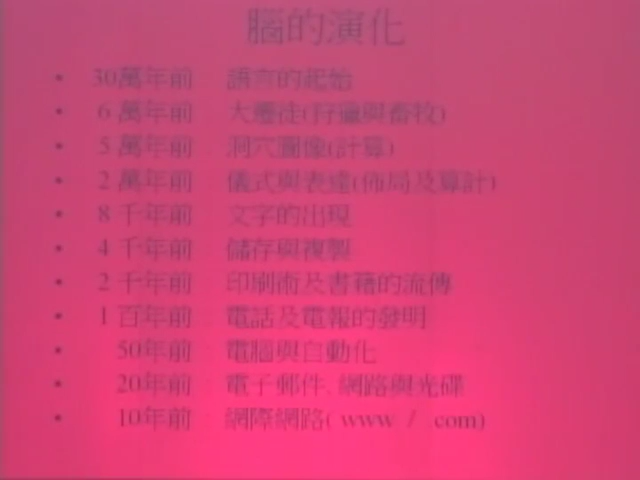 腦的演化
• 30萬年前 : 語言的起始
• 6 萬年前 : 大遷徒(狩獵與畜牧)
• 5 萬年前 : 洞穴圖像(計算)
• 2 萬年前 : 儀式與表達(佈局及算計)
• 8 千年前 : 文字的出現
• 4 千年前 : 儲存與複製
• 2 千年前 : 印刷術及書籍的流傳
• 1 百年前 : 電話及電報的發明
• 50年前 : 電腦與自動化
• 20年前 : 電子郵件, 網路與光碟
• 10年前 : 網際網路( www / .com)